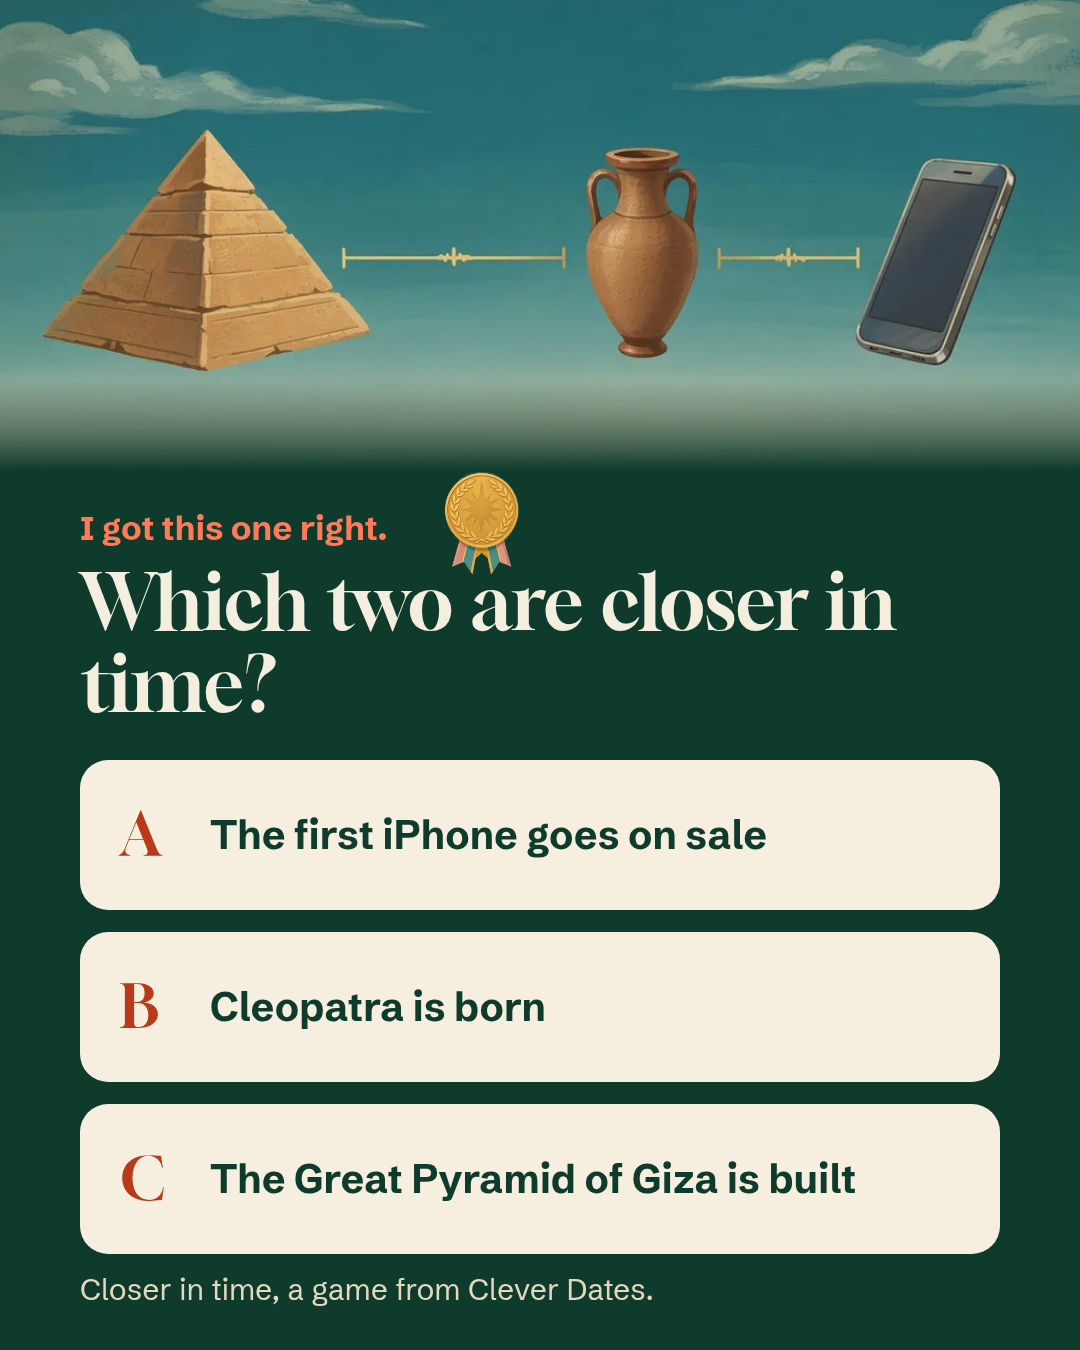 I got this one right.
Which two are closer in
time?
A The first iPhone goes on sale
B Cleopatra is born
C The Great Pyramid of Giza is built
Closer in time, a game from Clever Dates.